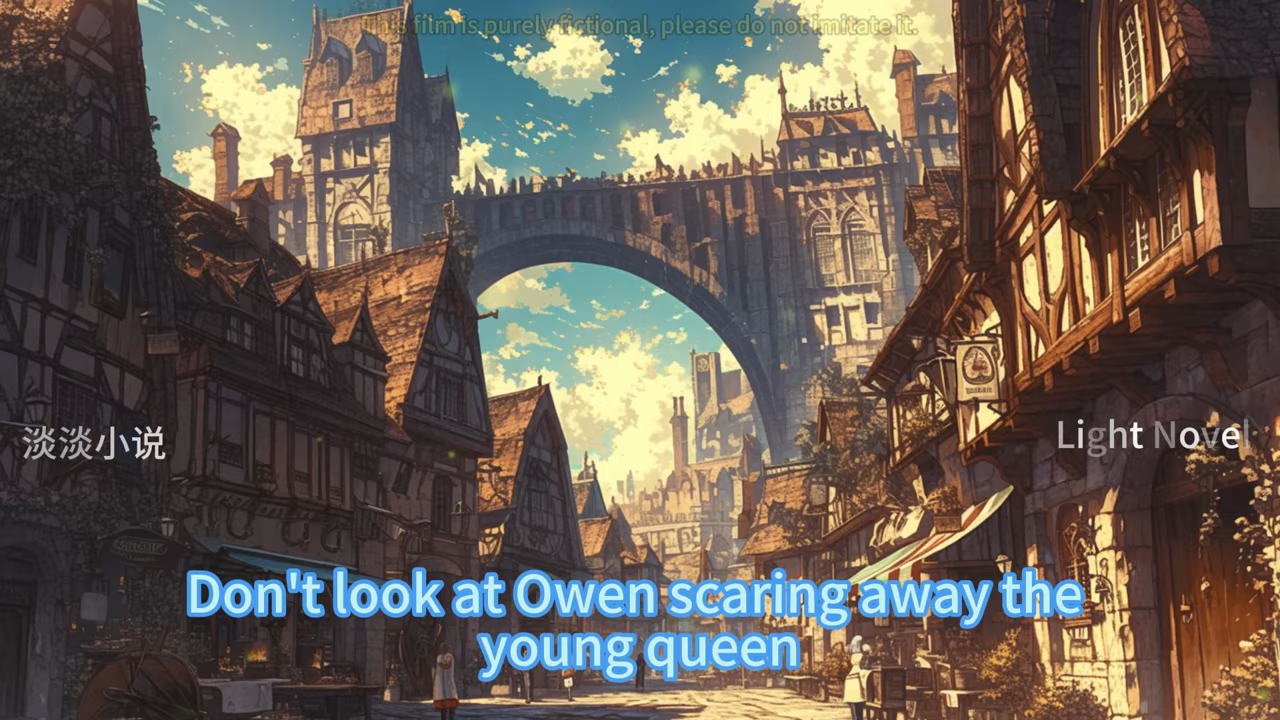 This film is purely fictional, please do not imitate it.
淡淡小说
Light Novel
Don't look at Owen scaring away the
young queen